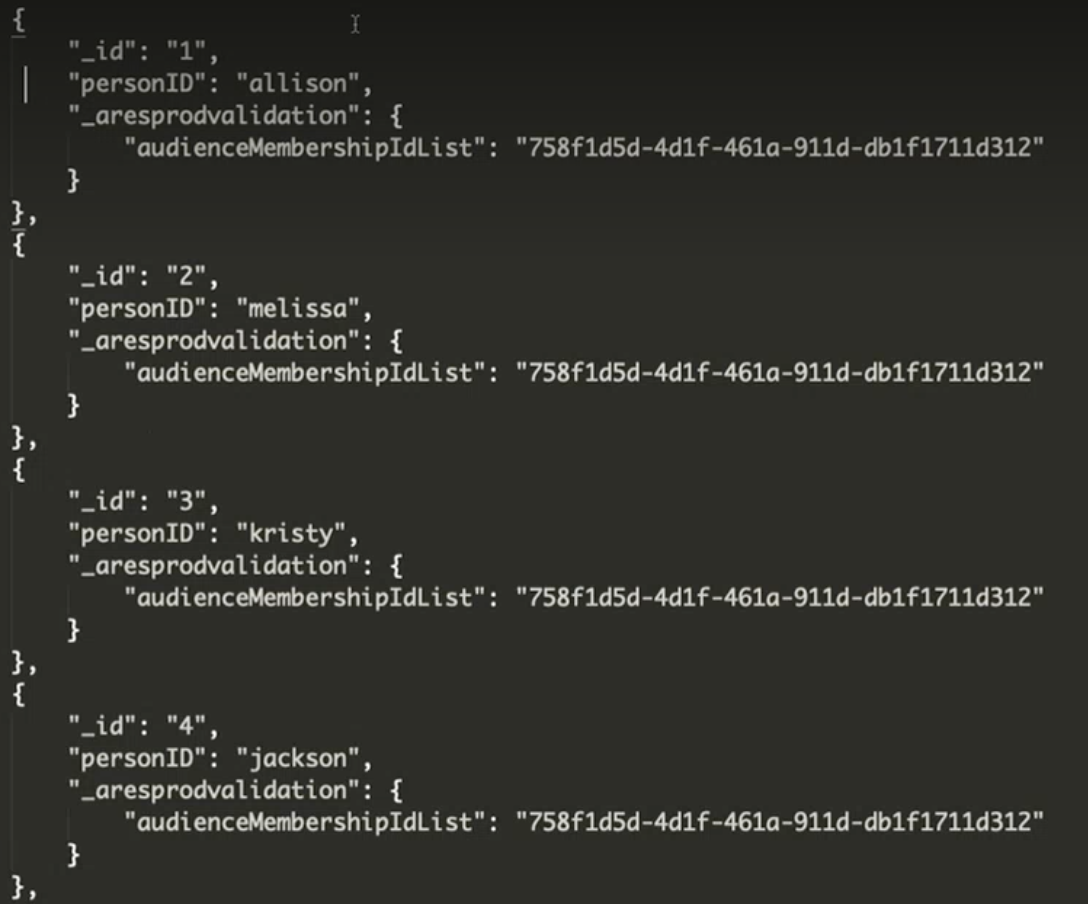 {
"_id": "1",
"personID": "allison",
"_aresprodvalidation": {
"audienceMembershipIdList": "758f1d5d-4d1f-461a-911d-db1f1711d312"
}
},
{
"_id": "2",
"personID": "melissa",
"_aresprodvalidation": {
"audienceMembershipIdList": "758f1d5d-4d1f-461a-911d-db1f1711d312"
}
},
{
"_id": "3",
"personID": "kristy",
"_aresprodvalidation": {
"audienceMembershipIdList": "758f1d5d-4d1f-461a-911d-db1f1711d312"
}
},
{
"_id": "4",
"personID": "jackson",
"_aresprodvalidation": {
"audienceMembershipIdList": "758f1d5d-4d1f-461a-911d-db1f1711d312"
}
},